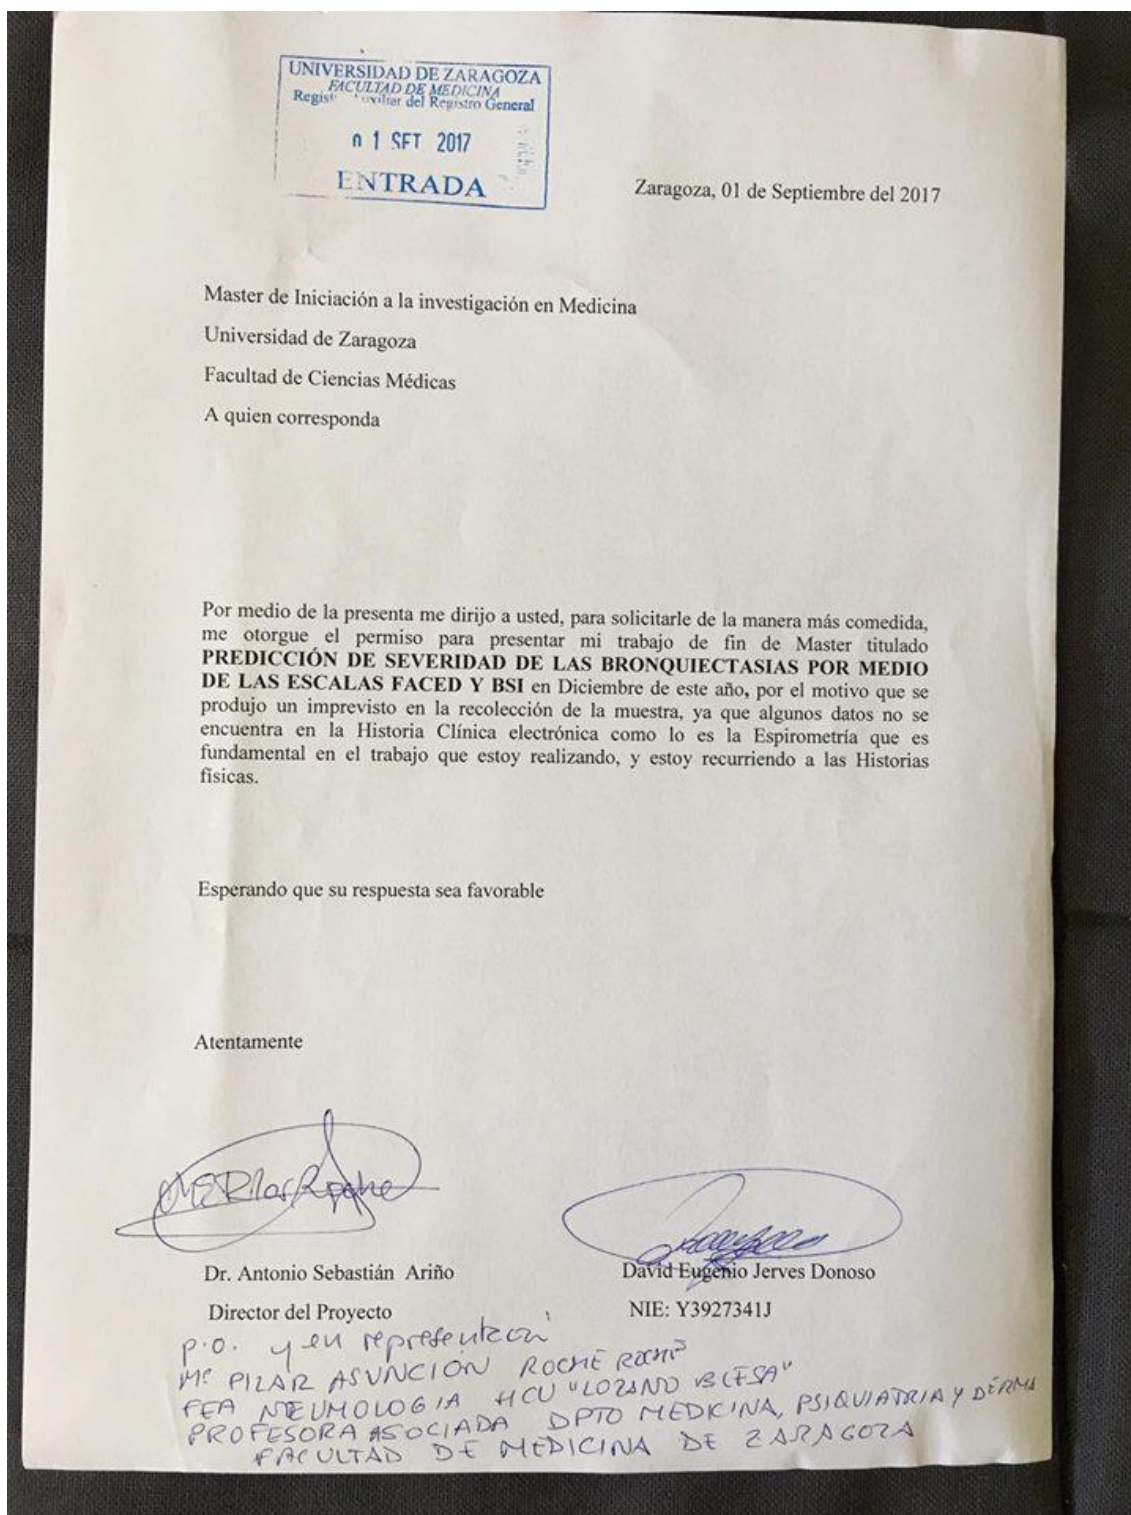 UNIVERSIDAD DE ZARAGOZA
FACULTAD DE MEDICINA
del Registro General
0 1 SET 2017
ENTRADA
Zaragoza, 01 de Septiembre del 2017
Master de Iniciación a la investigación en Medicina
Universidad de Zaragoza
Facultad de Ciencias Médicas
A quien corresponda
Por medio de la presenta me dirijo a usted, para solicitarle de la manera más comedida,
me otorgue el permiso para presentar mi trabajo de fin de Master titulado
PREDICCIÓN DE SEVERIDAD DE LAS BRONQUIECTASIAS POR MEDIO
DE LAS ESCALAS FACED Y BSI en Diciembre de este año, por el motivo que se
produjo un imprevisto en la recolección de la muestra, ya que algunos datos no se
encuentra en la Historia Clínica electrónica como lo es la Espirometría que es
fundamental en el trabajo que estoy realizando, y estoy recurriendo a las Historias
físicas.
Esperando que su respuesta sea favorable
Atentamente
Dr. Antonio Sebastián Ariño
David Eugenio Jerves Donoso
Director del Proyecto
NIE: Y3927341J
p.o. y en representación
Mª PILAR ASUNCIÓN ROCHE ROCHE
FEA NEUMOLOGIA HCU "LOZANO BLESA"
PROFESORA ASOCIADA DPTO MEDICINA, PSIQUIATRIA Y DERMA
FACULTAD DE MEDICINA DE ZARAGOZA